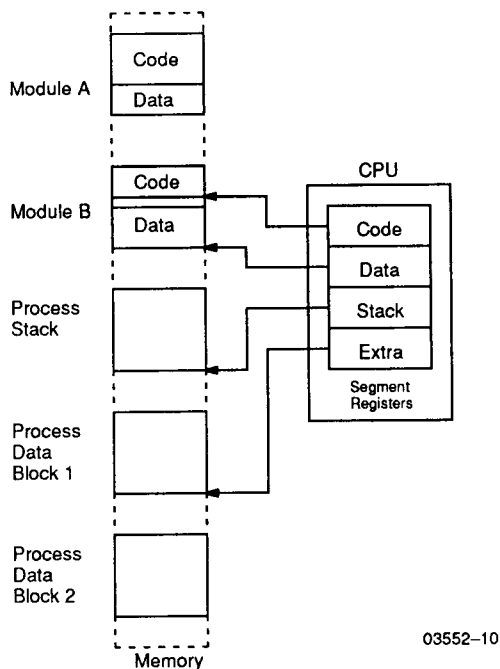 Module A
Code
Data
Module B
Code
Data
Process
Stack
Process
Data
Block 1
Process
Data
Block 2
Memory
CPU
Code
Data
Stack
Extra
Segment
Registers
03552–10